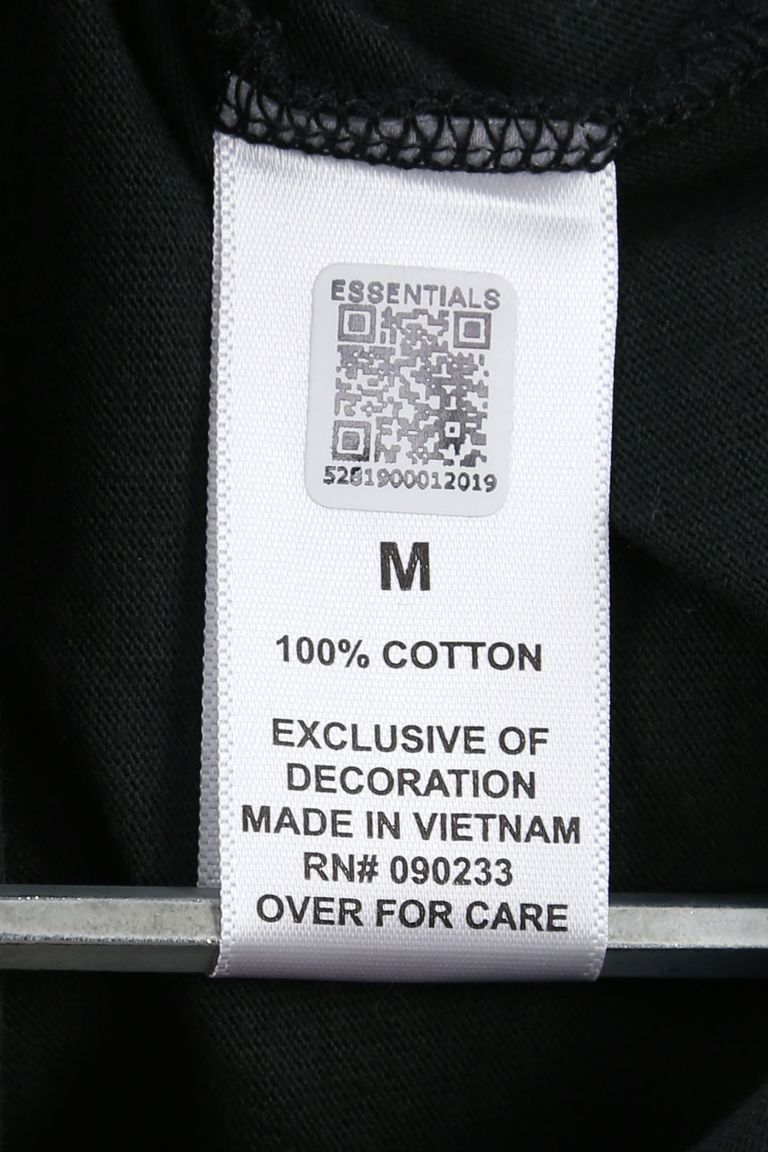 ESSENTIALS
5281900012019
M
100% COTTON
EXCLUSIVE OF
DECORATION
MADE IN VIETNAM
RN# 090233
OVER FOR CARE